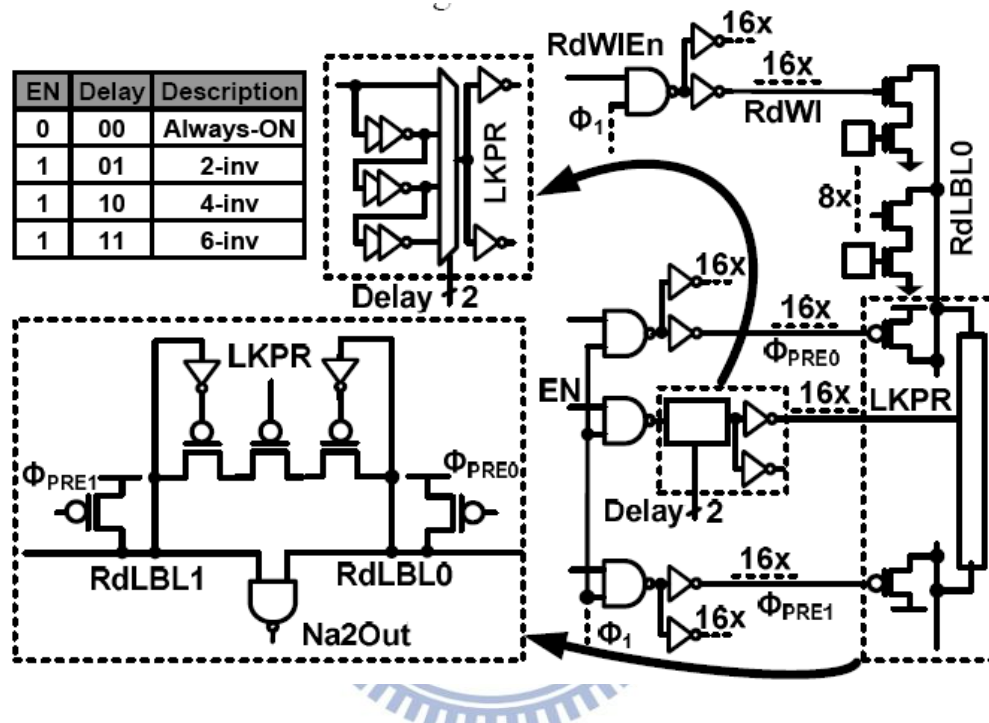 EN Delay Description
0 00 Always-ON
1 01 2-inv
1 10 4-inv
1 11 6-inv
LKPR
Delay 2
RdWlEn
Φ1
16x
16x
RdWl
8x
RdLBL0
16x
16x
ΦPRE0
EN
16x
LKPR
Delay 2
16x
ΦPRE1
16x
Φ1
LKPR
ΦPRE1
ΦPRE0
RdLBL1
RdLBL0
Na2Out